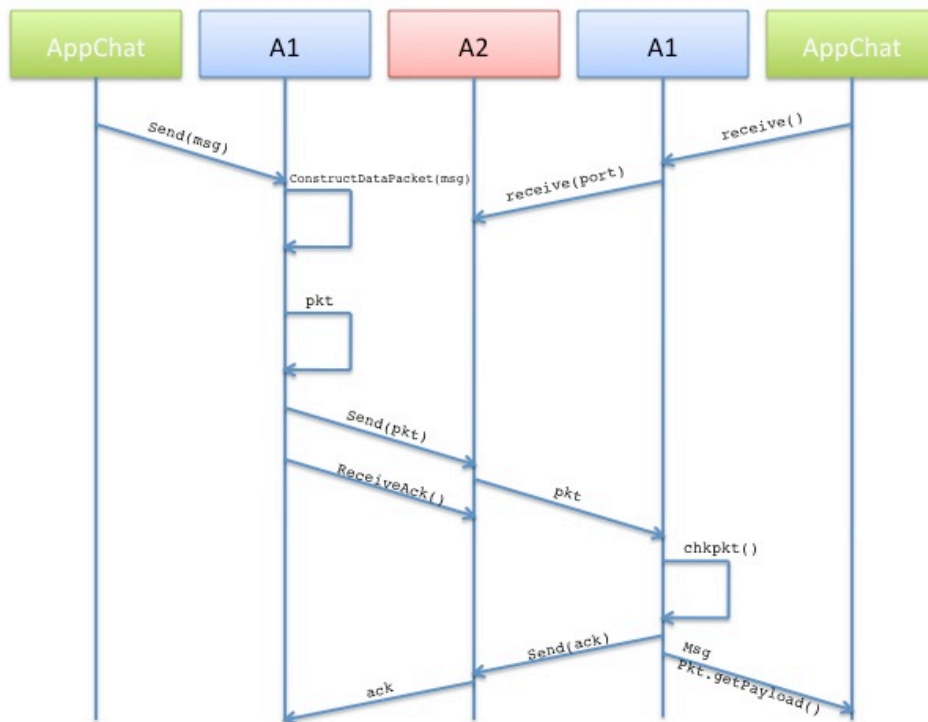 AppChat
A1
A2
A1
AppChat
Send(msg)
receive()
ConstructDataPacket(msg)
receive(port)
pkt
Send(pkt)
ReceiveAck()
pkt
chkpkt()
Send(ack)
Msg
Pkt.getPayload()
ack